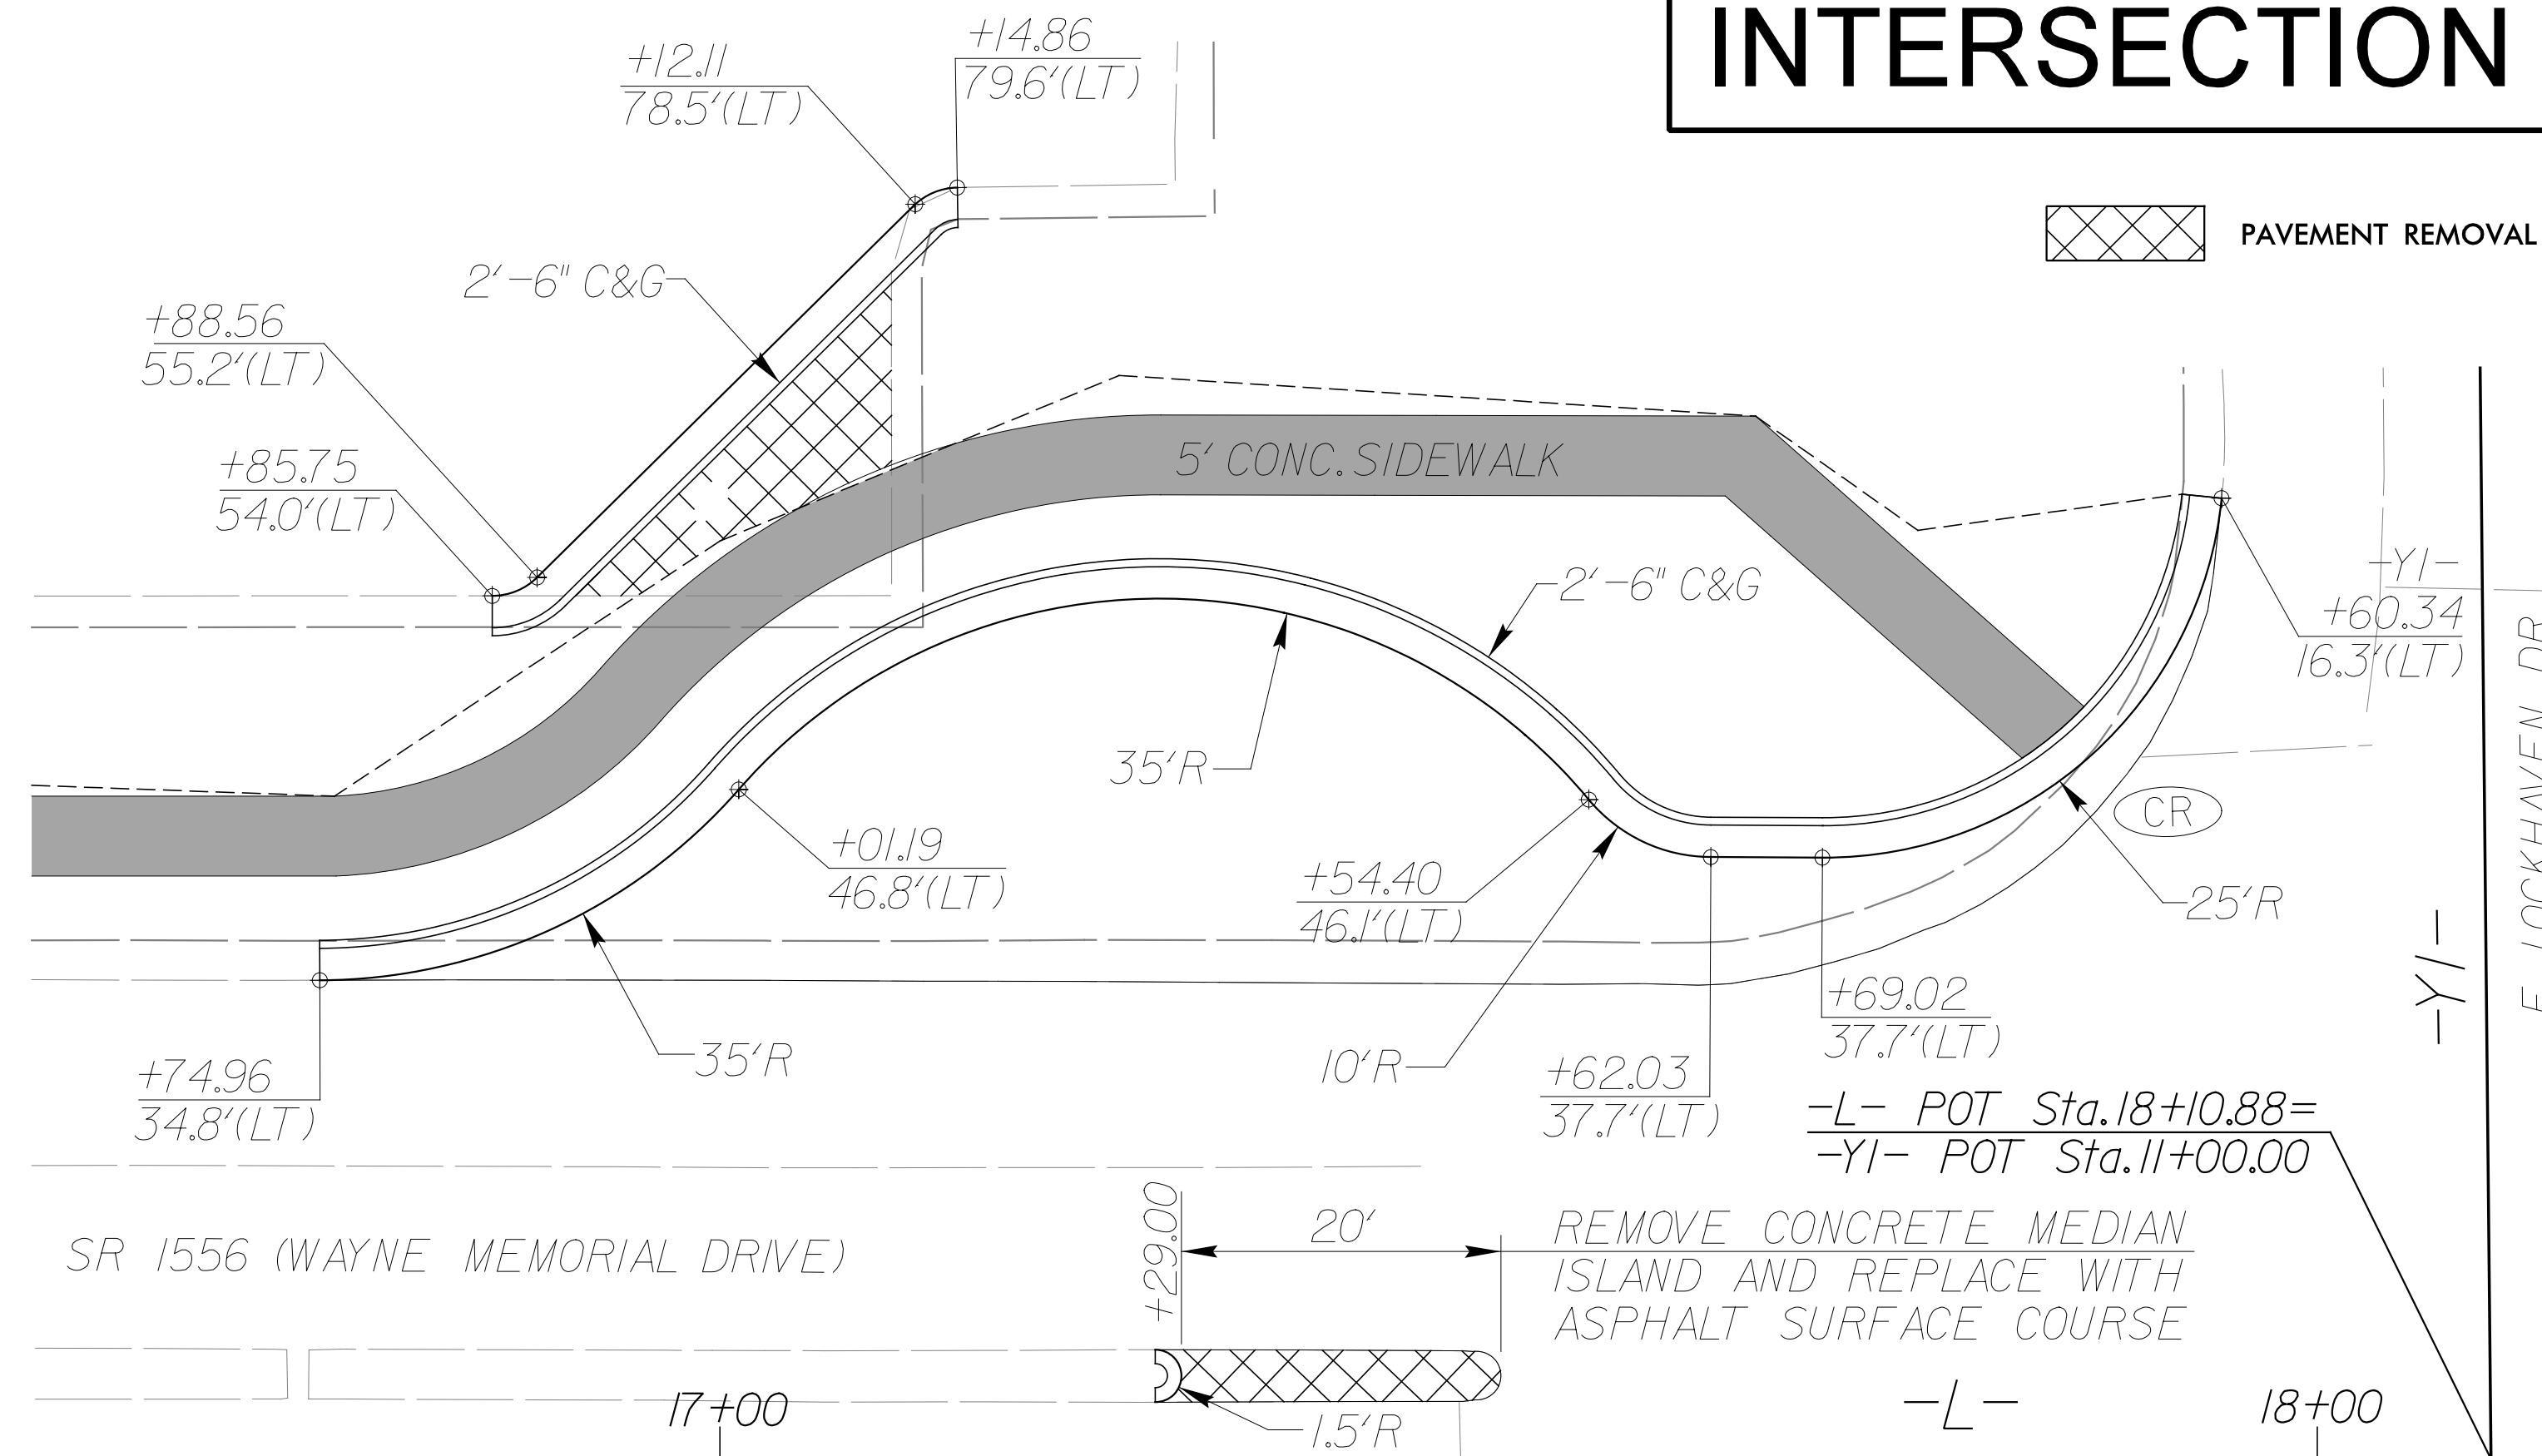 INTERSECTION
+14.86
79.6'(LT)
+12.11
78.5'(LT)
PAVEMENT REMOVAL
2'-6" C&G
+88.56
55.2'(LT)
+85.75
54.0'(LT)
5' CONC. SIDEWALK
2'-6" C&G
-Y1-
+60.34
16.3'(LT)
35'R
CR
+01.19
46.8'(LT)
+54.40
46.1'(LT)
25'R
+69.02
37.7'(LT)
35'R
10'R
+74.96
34.8'(LT)
+62.03
37.7'(LT)
-Y1-
LOCKHAVEN DR
-L- POT Sta. 18+10.88=
-Y1- POT Sta. 11+00.00
+29.00
20'
REMOVE CONCRETE MEDIAN
ISLAND AND REPLACE WITH
ASPHALT SURFACE COURSE
SR 1556 (WAYNE MEMORIAL DRIVE)
17+00
1.5'R
-L-
18+00